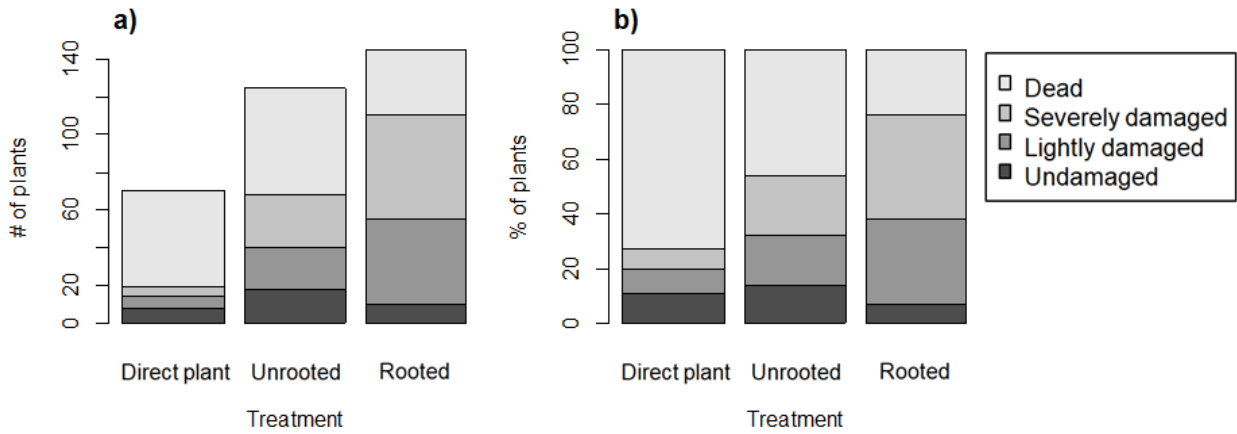 a)
140
100
60
20
0
# of plants
Direct plant Unrooted Rooted
Treatment
b)
100
80
60
40
20
0
% of plants
Direct plant Unrooted Rooted
Treatment
Dead
Severely damaged
Lightly damaged
Undamaged